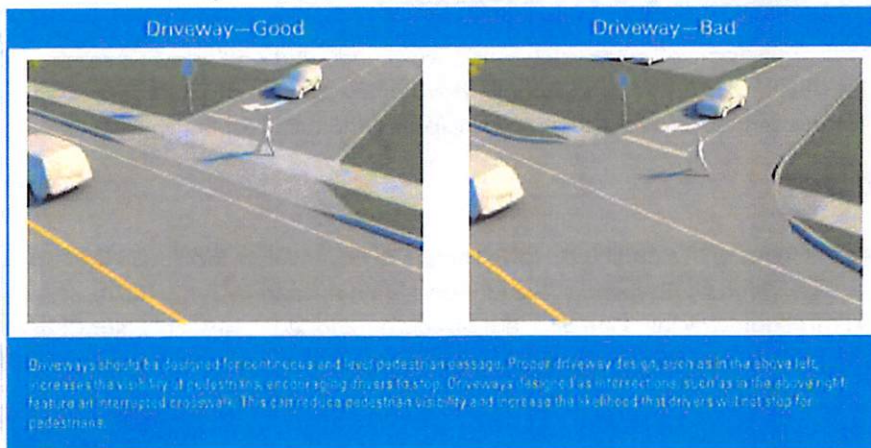 Driveway—Good
Driveway—Bad
Driveways should be designed for continuous and level pedestrian passage. Proper driveway design, such as in the above left,
increases the visibility of pedestrians, encouraging drivers to stop. Driveways designed as intersections, such as in the above right,
feature an interrupted crosswalk. This can reduce pedestrian visibility and increase the likelihood that drivers will not stop for
pedestrians.